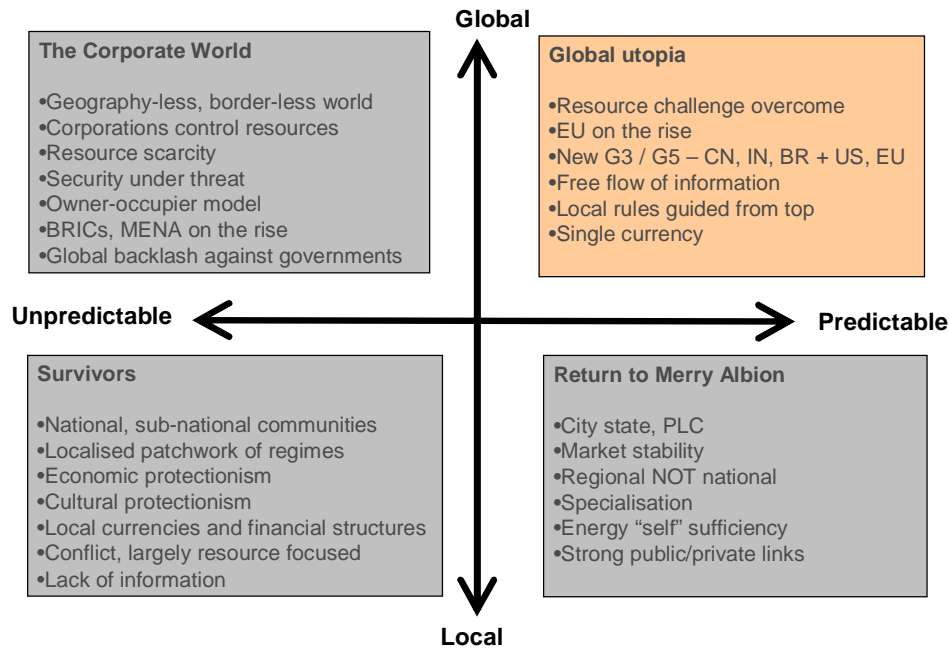 Global
The Corporate World
•Geography-less, border-less world
•Corporations control resources
•Resource scarcity
•Security under threat
•Owner-occupier model
•BRICs, MENA on the rise
•Global backlash against governments
Global utopia
•Resource challenge overcome
•EU on the rise
•New G3 / G5 – CN, IN, BR + US, EU
•Free flow of information
•Local rules guided from top
•Single currency
Unpredictable
Predictable
Survivors
•National, sub-national communities
•Localised patchwork of regimes
•Economic protectionism
•Cultural protectionism
•Local currencies and financial structures
•Conflict, largely resource focused
•Lack of information
Return to Merry Albion
•City state, PLC
•Market stability
•Regional NOT national
•Specialisation
•Energy “self” sufficiency
•Strong public/private links
Local